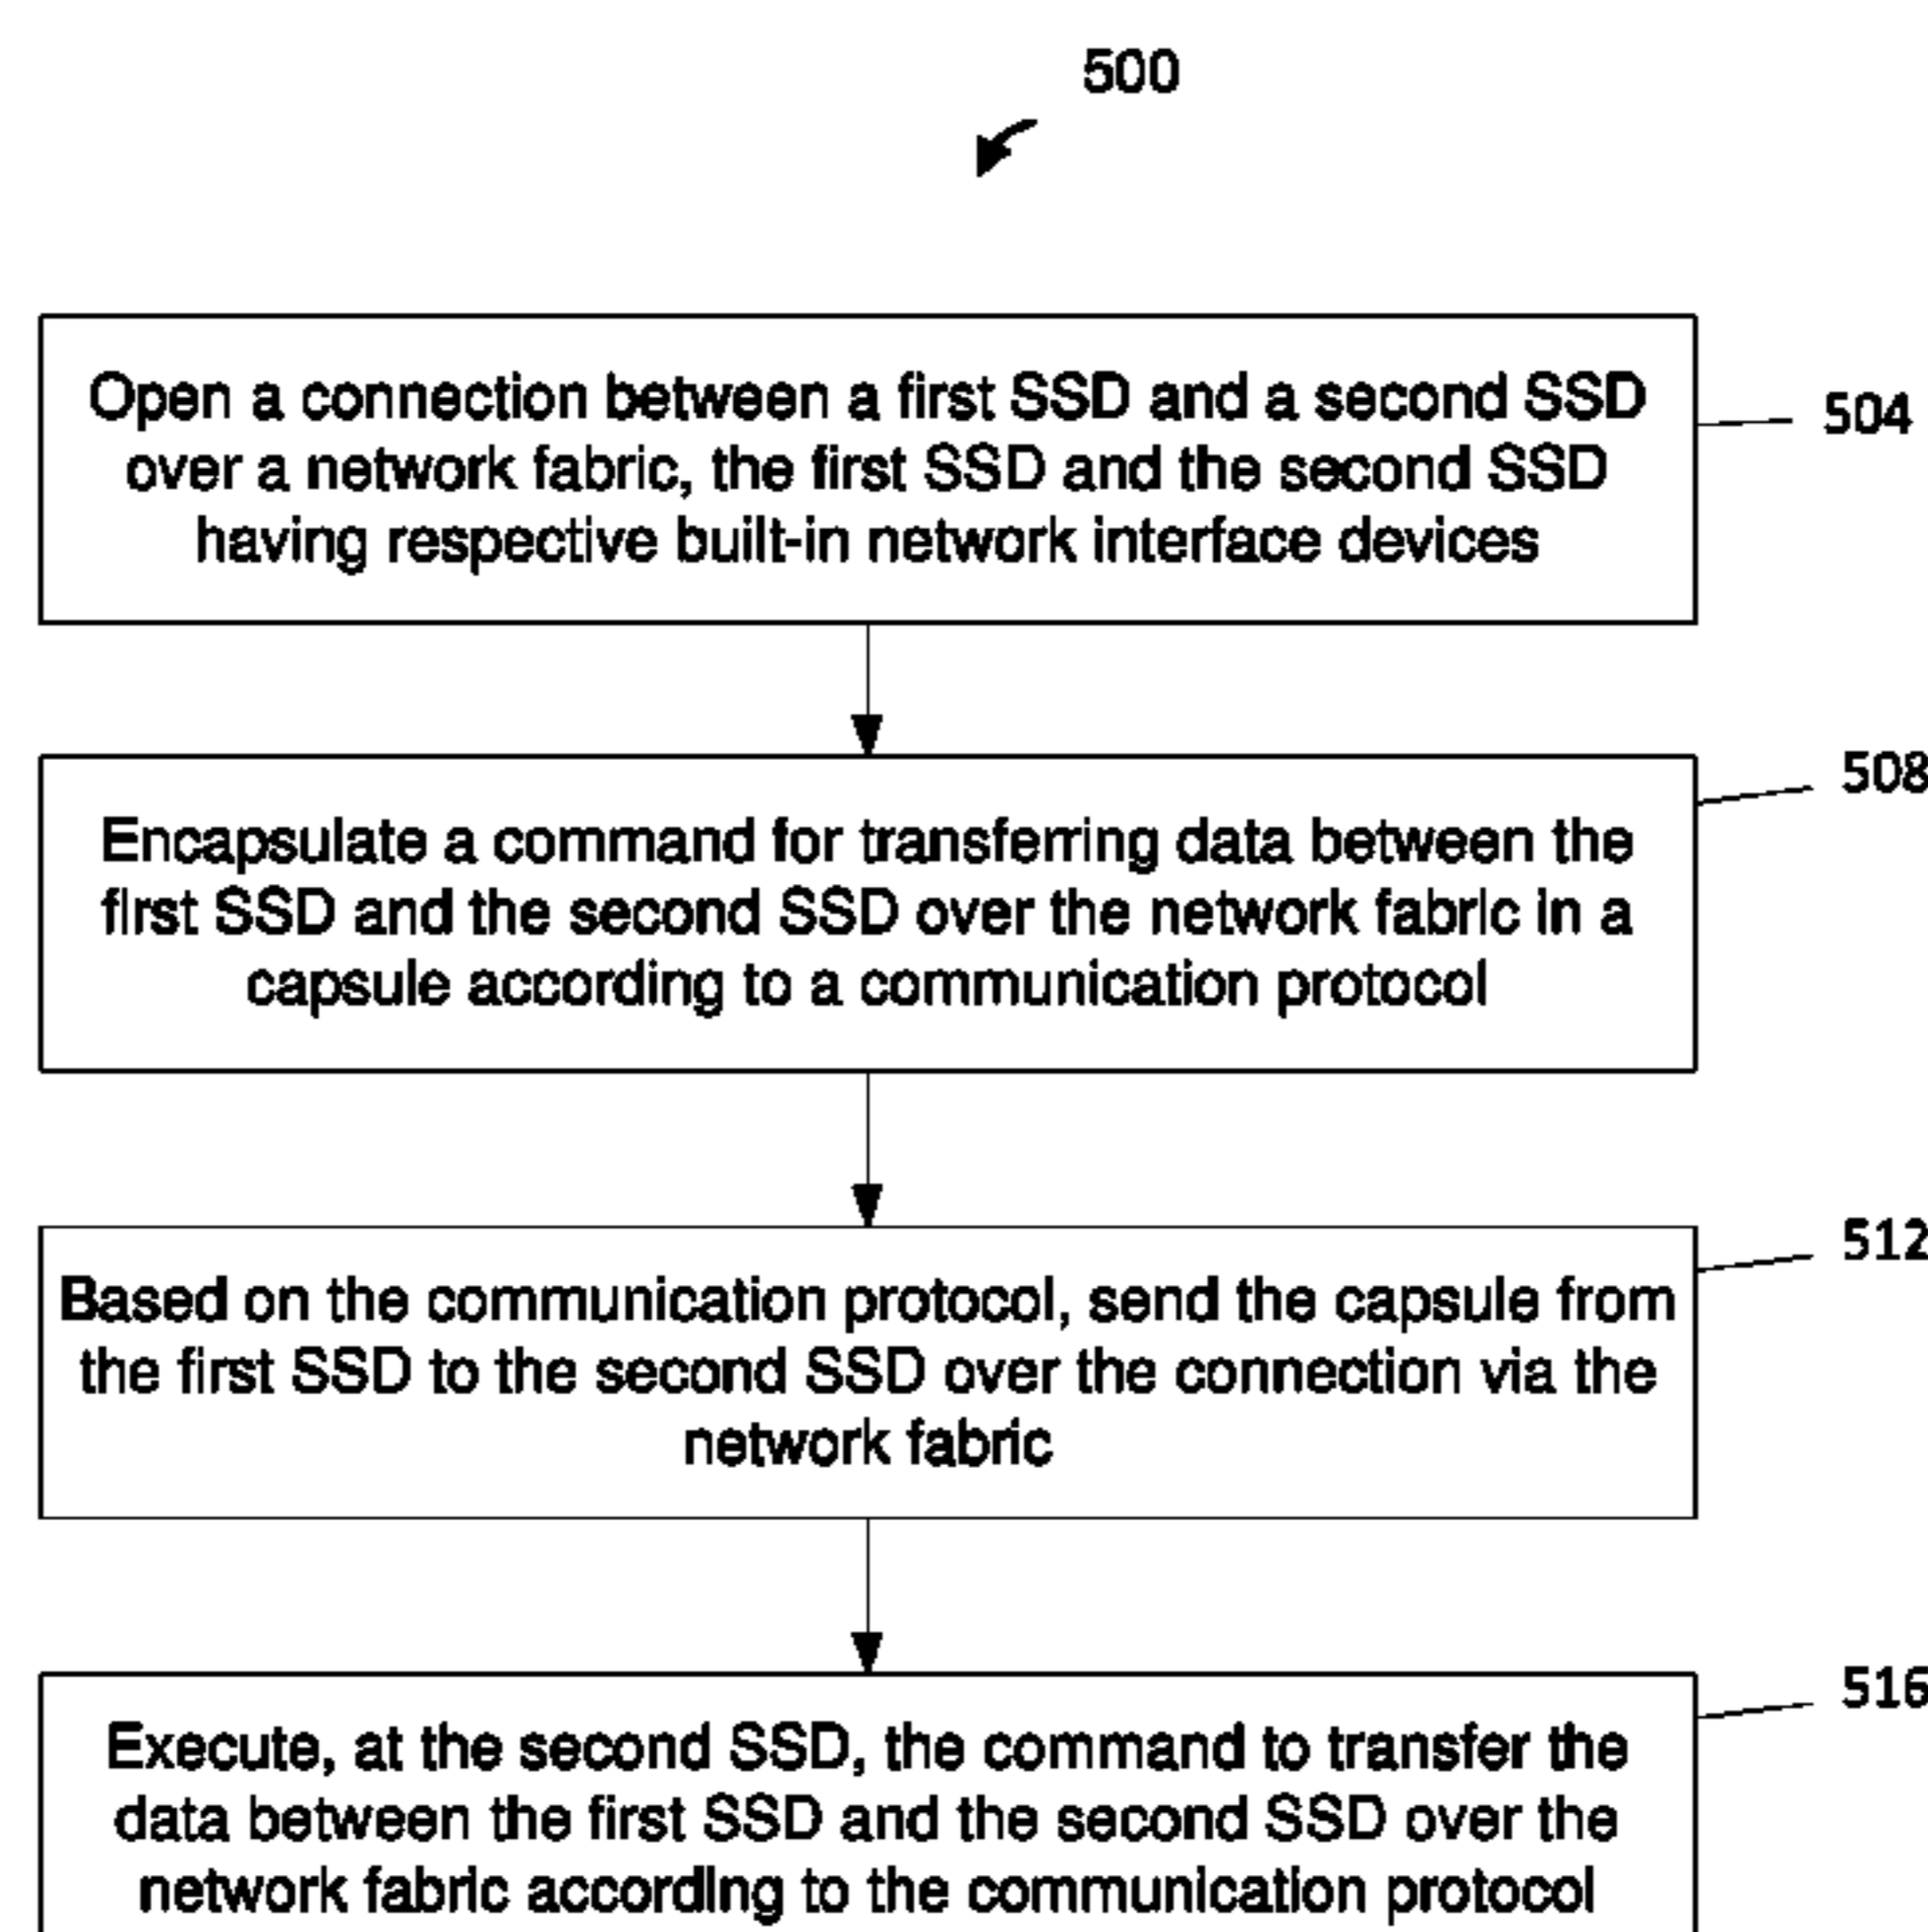 500
Open a connection between a first SSD and a second SSD
over a network fabric, the first SSD and the second SSD
having respective built-in network interface devices
504
Encapsulate a command for transferring data between the
first SSD and the second SSD over the network fabric in a
capsule according to a communication protocol
508
Based on the communication protocol, send the capsule from
the first SSD to the second SSD over the connection via the
network fabric
512
Execute, at the second SSD, the command to transfer the
data between the first SSD and the second SSD over the
network fabric according to the communication protocol
516